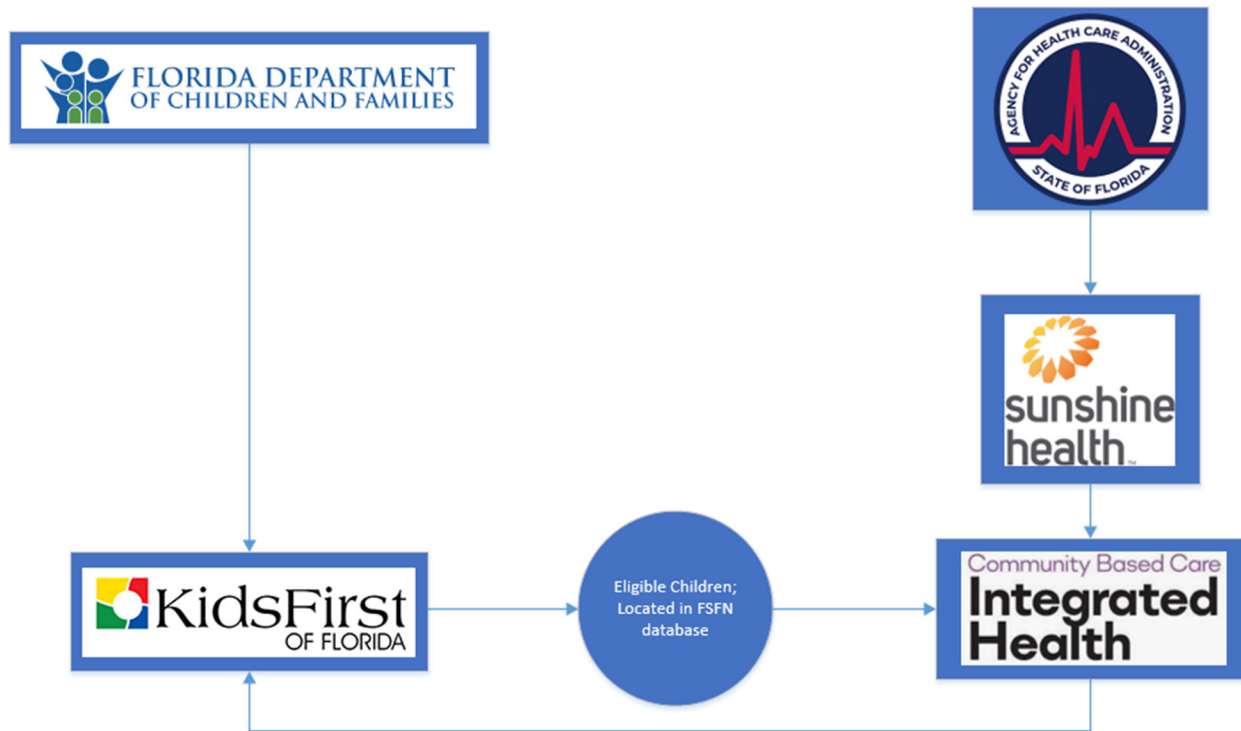 FLORIDA DEPARTMENT
OF CHILDREN AND FAMILIES
AGENCY FOR HEALTH CARE ADMINISTRATION
STATE OF FLORIDA
sunshine
health™
KidsFirst
OF FLORIDA
Eligible Children;
Located in FSFN
database
Community Based Care
Integrated
Health